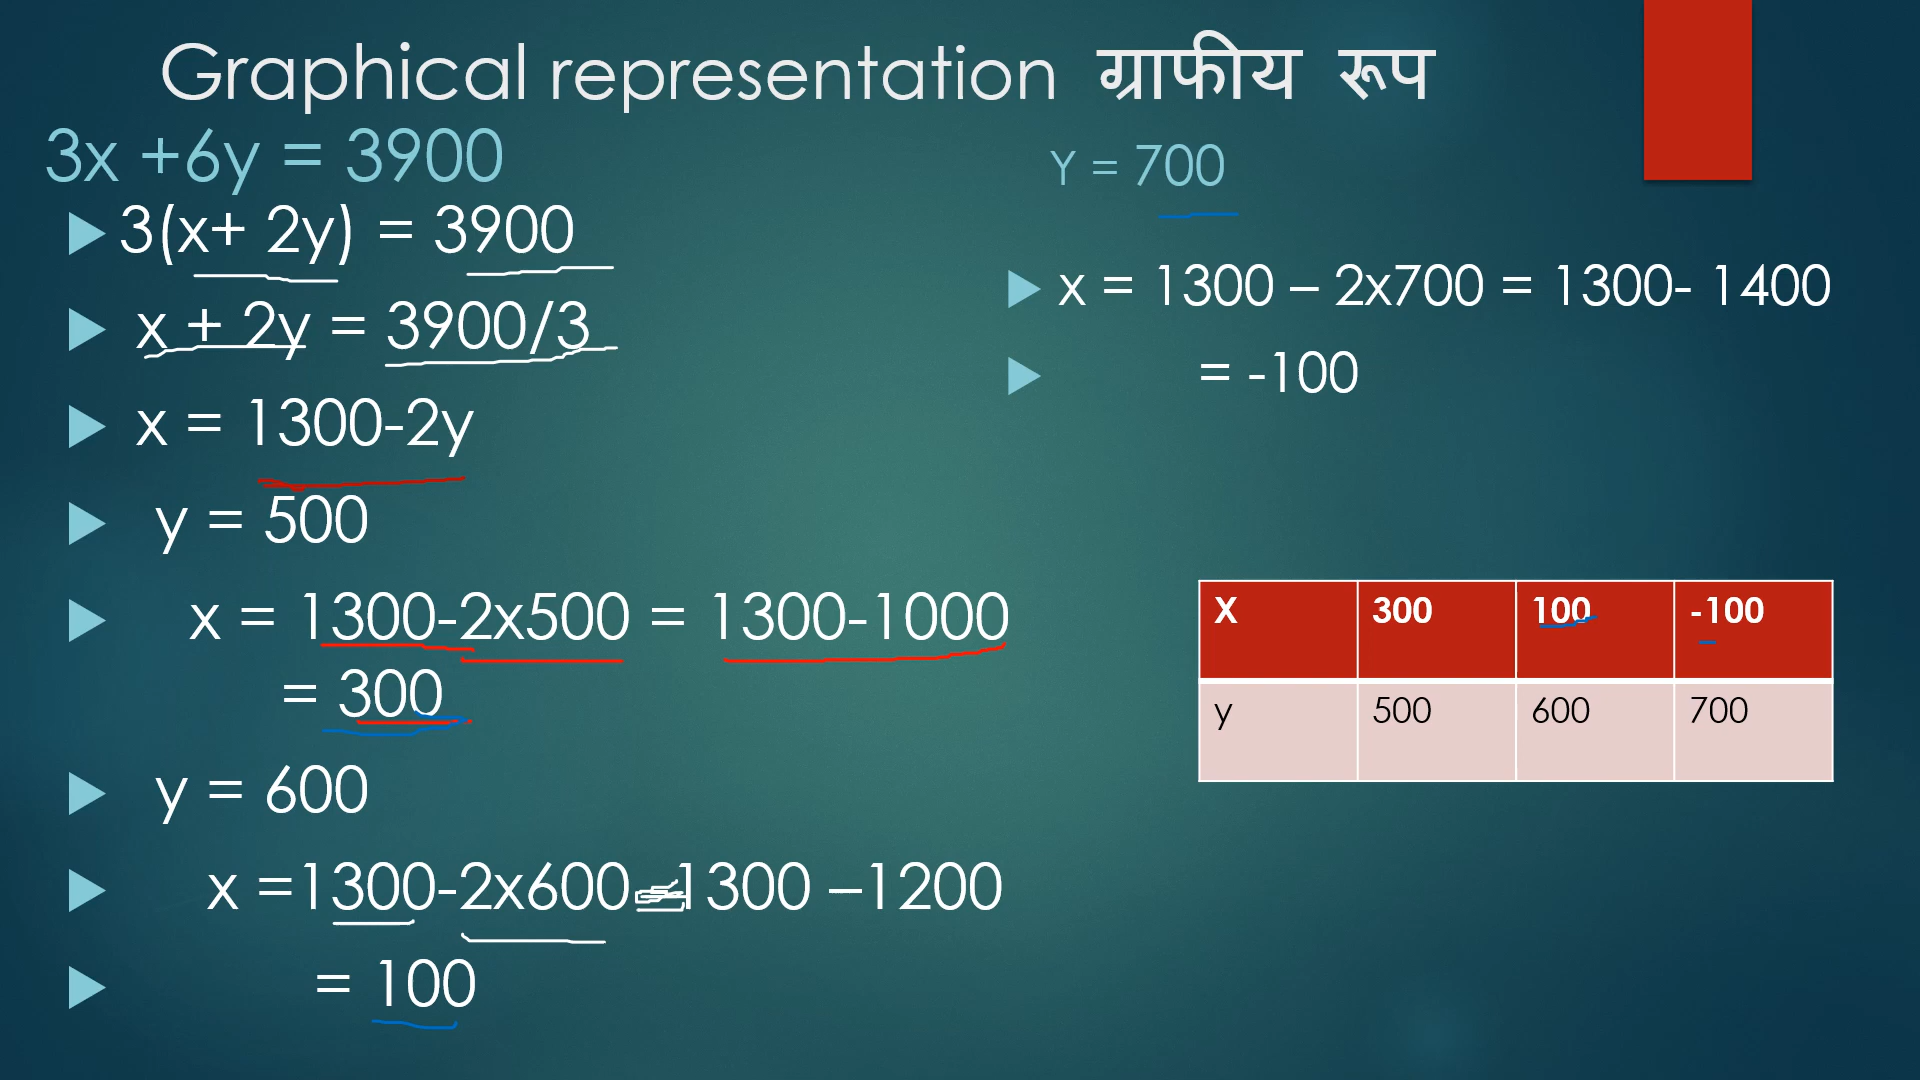 Graphical representation ग्राफीय रूप
3x +6y = 3900
3(x+ 2y) = 3900
x + 2y = 3900/3
x = 1300-2y
y = 500
x = 1300-2x500 = 1300-1000
= 300
y = 600
x =1300-2x600 =1300 –1200
= 100
Y = 700
x = 1300 – 2x700 = 1300- 1400
= -100
X 300 100 -100
y 500 600 700